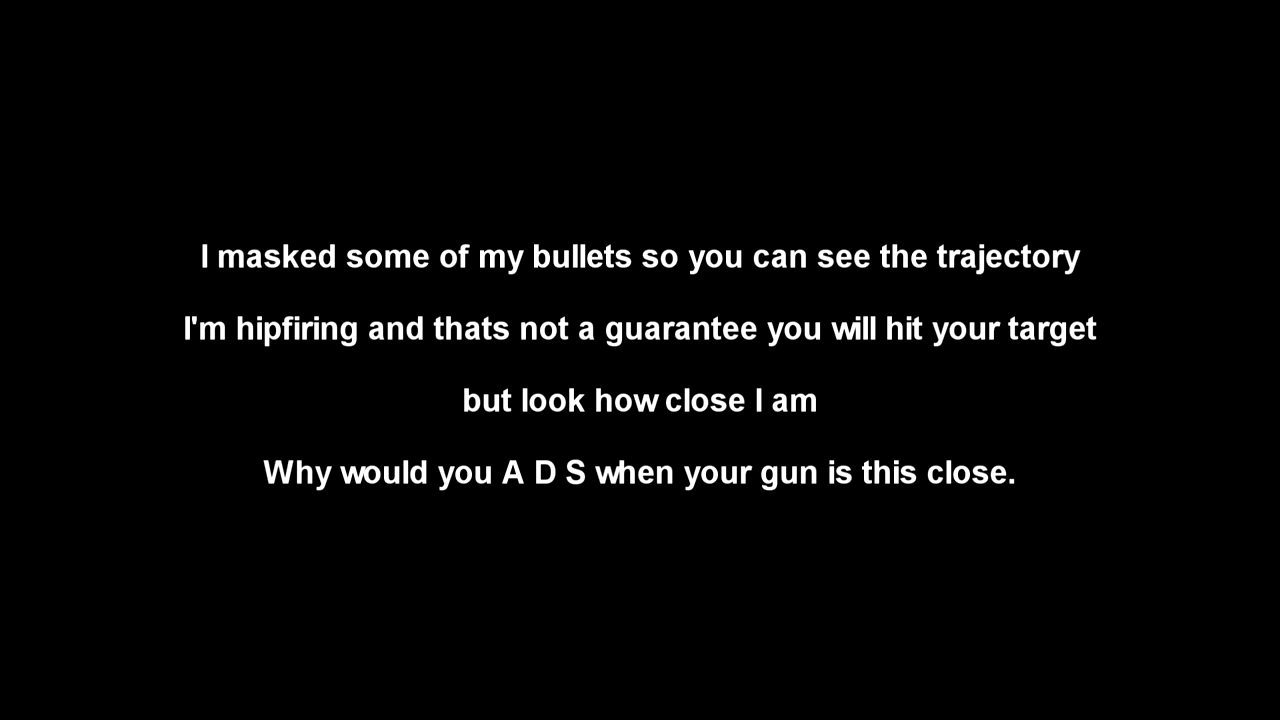 I masked some of my bullets so you can see the trajectory
I'm hipfiring and thats not a guarantee you will hit your target
but look how close I am
Why would you A D S when your gun is this close.